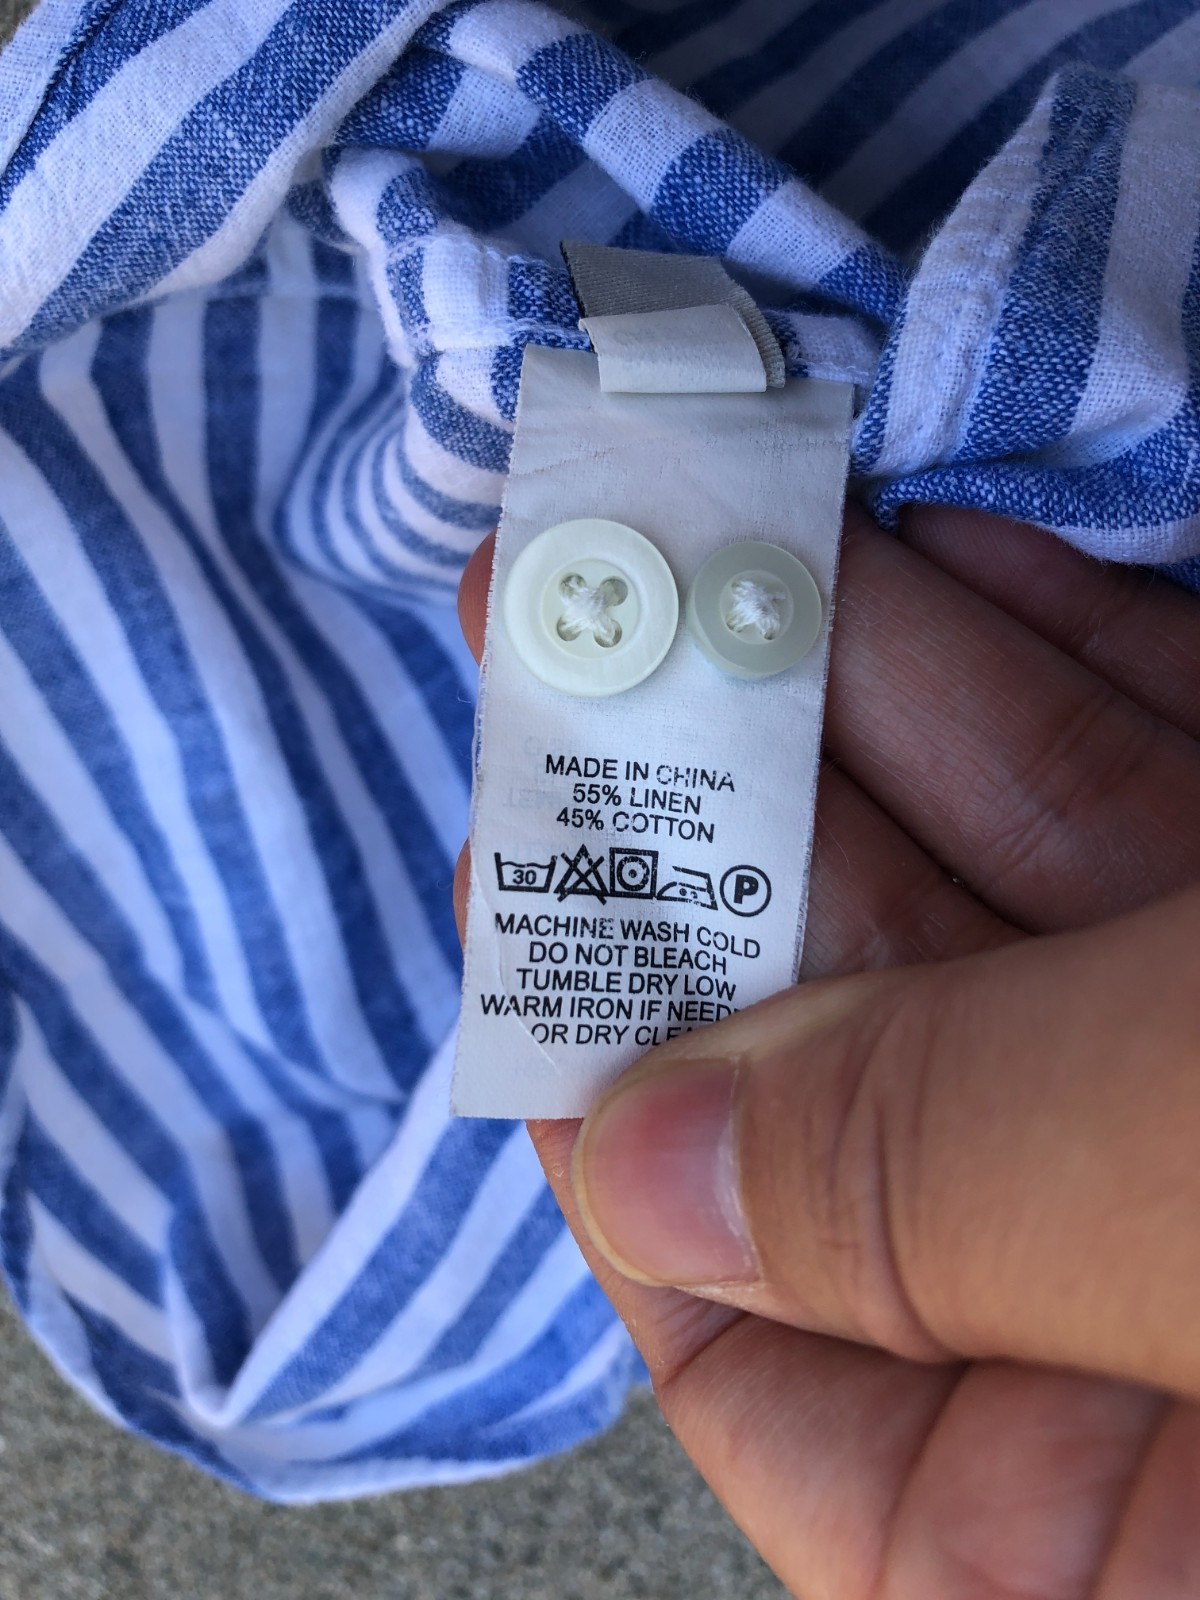 MADE IN CHINA
55% LINEN
45% COTTON
30 P
MACHINE WASH COLD
DO NOT BLEACH
TUMBLE DRY LOW
WARM IRON IF
OR DRY